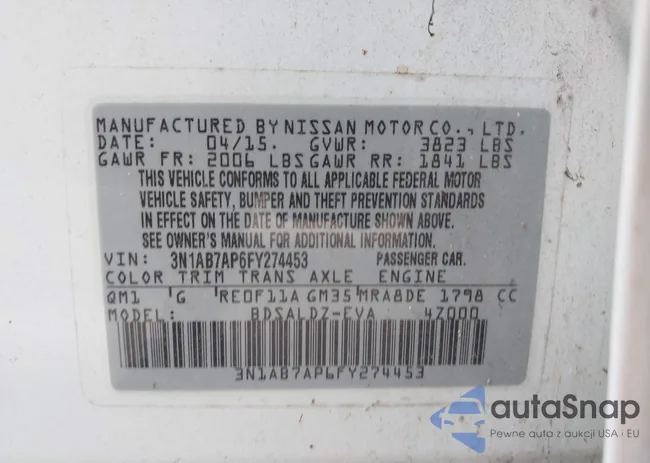 MANUFACTURED BY NISSAN MOTOR CO., LTD.
DATE: 04/15. GVWR: 3823 LBS
GAWR FR: 2006 LBS GAWR RR: 1841 LBS
THIS VEHICLE CONFORMS TO ALL APPLICABLE FEDERAL MOTOR
VEHICLE SAFETY, BUMPER AND THEFT PREVENTION STANDARDS
IN EFFECT ON THE DATE OF MANUFACTURE SHOWN ABOVE.
SEE OWNER'S MANUAL FOR ADDITIONAL INFORMATION.
VIN: 3N1AB7AP6FY274453 PASSENGER CAR.
COLOR TRIM TRANS AXLE ENGINE
QM1 G RE0F11A GM35 MRA8DE 1798 CC
MODEL: BDSALDZ-EVA 4Z000
3N1AB7AP6FY274453
autaSnap
Pewne auta z aukcji USA i EU